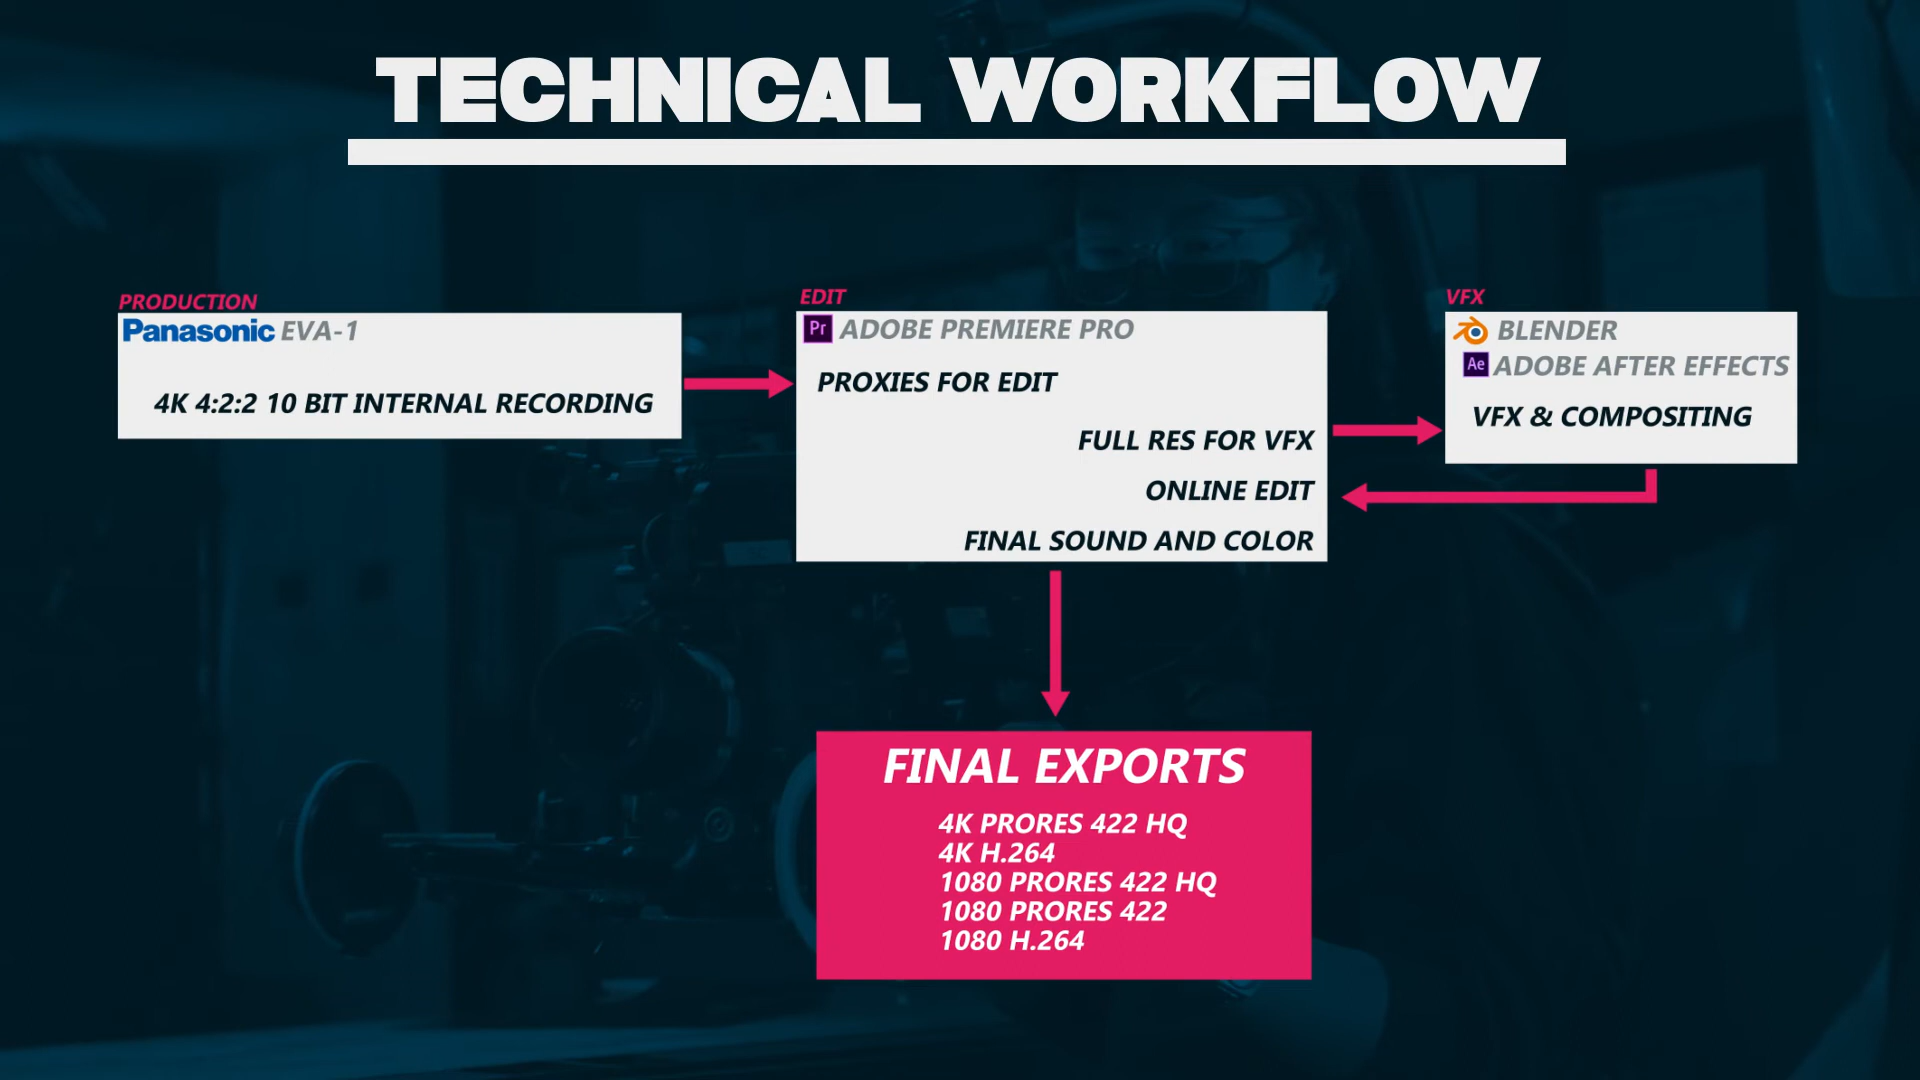 TECHNICAL WORKFLOW
PRODUCTION
Panasonic EVA-1
4K 4:2:2 10 BIT INTERNAL RECORDING
EDIT
Pr ADOBE PREMIERE PRO
PROXIES FOR EDIT
FULL RES FOR VFX
ONLINE EDIT
FINAL SOUND AND COLOR
VFX
BLENDER
Ae ADOBE AFTER EFFECTS
VFX & COMPOSITING
FINAL EXPORTS
4K PRORES 422 HQ
4K H.264
1080 PRORES 422 HQ
1080 PRORES 422
1080 H.264